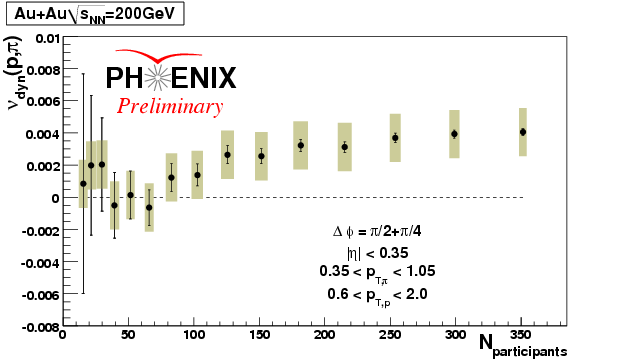 Au+Au√sNN=200GeV
νdyn(p,π)
0.01
0.008
0.006
0.004
0.002
0
-0.002
-0.004
-0.006
-0.008
PHENIX
Preliminary
Δ ϕ = π/2+π/4
|η| < 0.35
0.35 < pT,π < 1.05
0.6 < pT,p < 2.0
0 50 100 150 200 250 300 350
Nparticipants